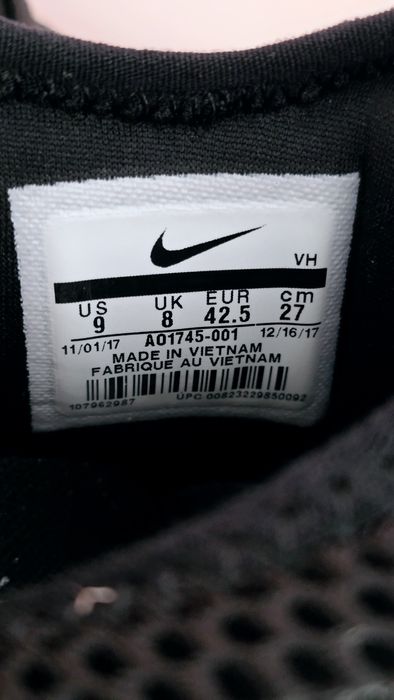 VH
US UK EUR cm
9 8 42.5 27
11/01/17 AO1745-001 12/16/17
MADE IN VIETNAM
FABRIQUE AU VIETNAM
107962987 UPC 00823229850092